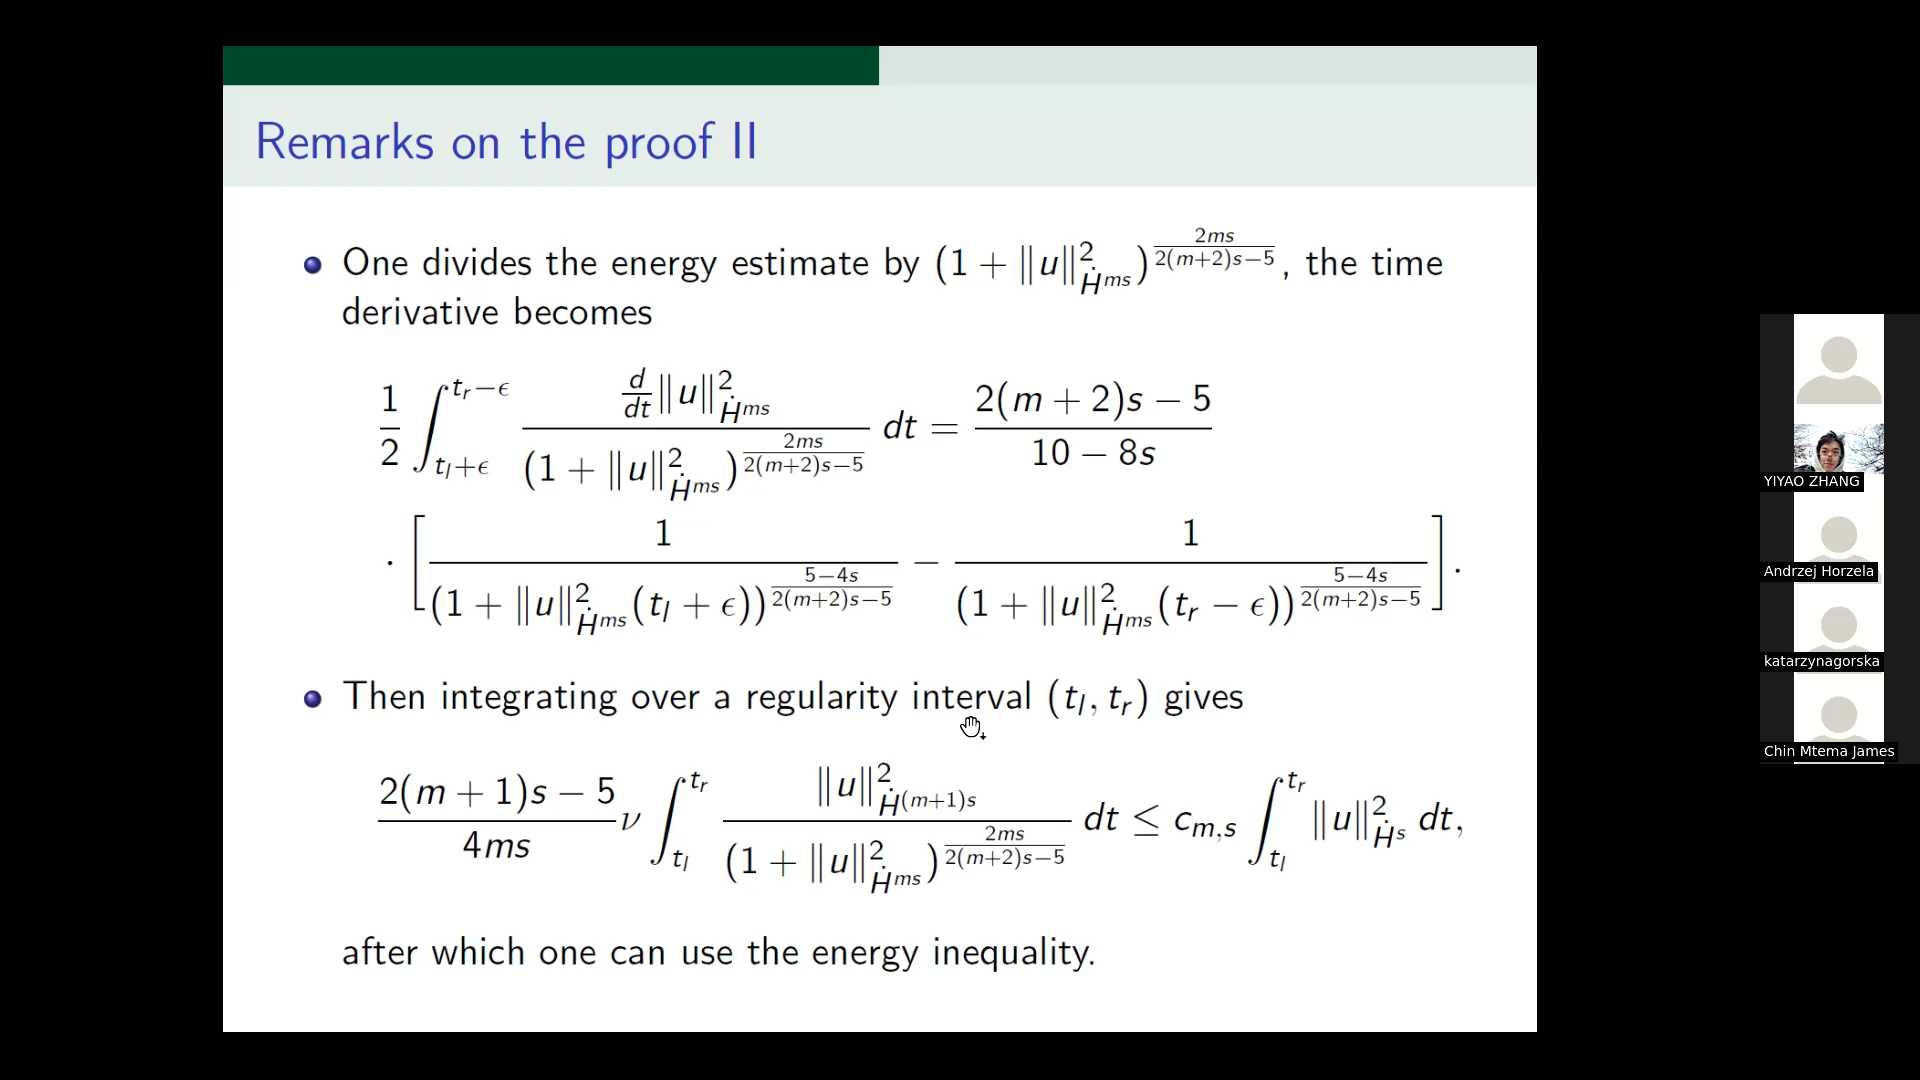 Remarks on the proof II
One divides the energy estimate by $(1 + \|u\|^2_{\dot{H}^{ms}})^{\frac{2ms}{2(m+2)s-5}}$, the time
derivative becomes
$\frac{1}{2} \int_{t_l+\epsilon}^{t_r-\epsilon} \frac{\frac{d}{dt}\|u\|^2_{\dot{H}^{ms}}}{(1 + \|u\|^2_{\dot{H}^{ms}})^{\frac{2ms}{2(m+2)s-5}}} dt = \frac{2(m+2)s-5}{10-8s}$
$\cdot \left[ \frac{1}{(1 + \|u\|^2_{\dot{H}^{ms}}(t_l+\epsilon))^{\frac{5-4s}{2(m+2)s-5}}} - \frac{1}{(1 + \|u\|^2_{\dot{H}^{ms}}(t_r-\epsilon))^{\frac{5-4s}{2(m+2)s-5}}} \right].$
Then integrating over a regularity interval $(t_l, t_r)$ gives
$\frac{2(m+1)s-5}{4ms} \nu \int_{t_l}^{t_r} \frac{\|u\|^2_{\dot{H}^{(m+1)s}}}{(1 + \|u\|^2_{\dot{H}^{ms}})^{\frac{2ms}{2(m+2)s-5}}} dt \leq c_{m,s} \int_{t_l}^{t_r} \|u\|^2_{\dot{H}^s} dt,$
after which one can use the energy inequality.
YIYAO ZHANG
Andrzej Horzela
katarzynagorska
Chin Mtema James